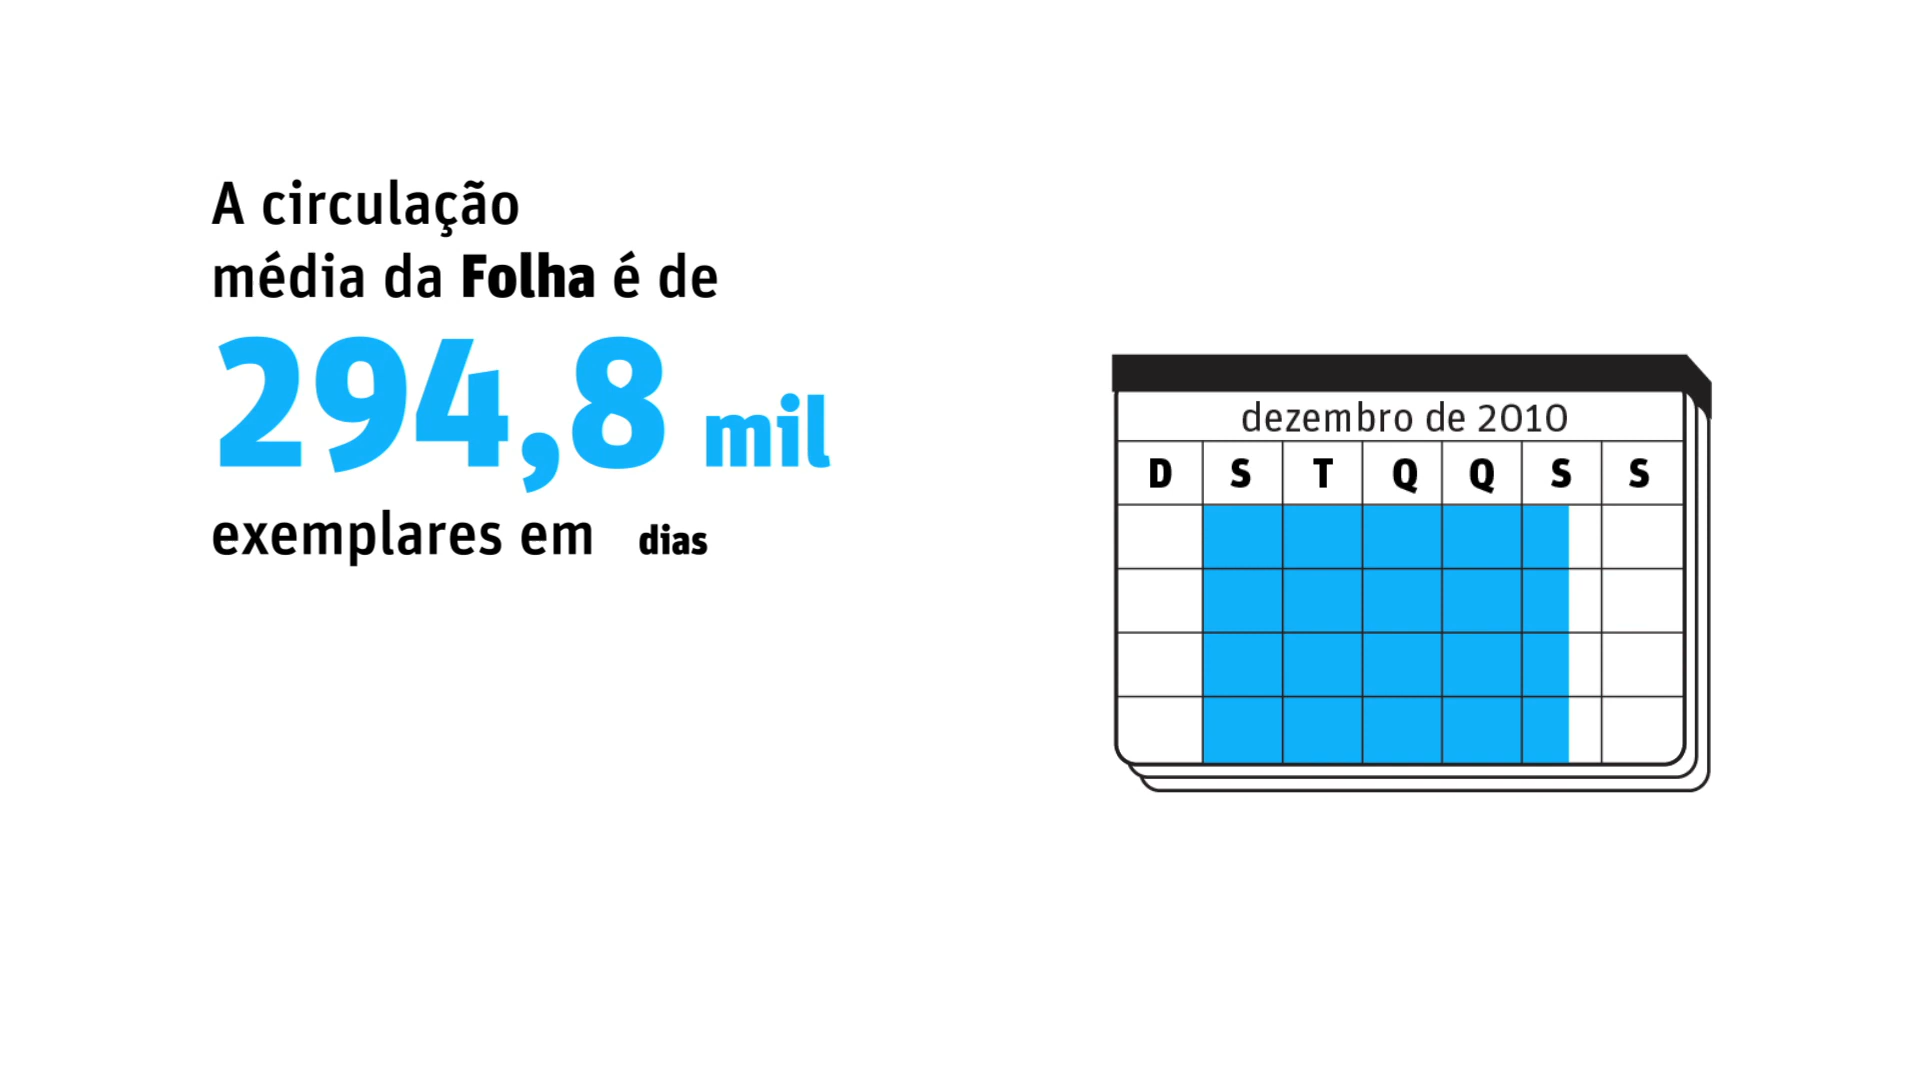 A circulação
média da Folha é de
294,8 mil
exemplares em dias
dezembro de 2010
D S T Q Q S S